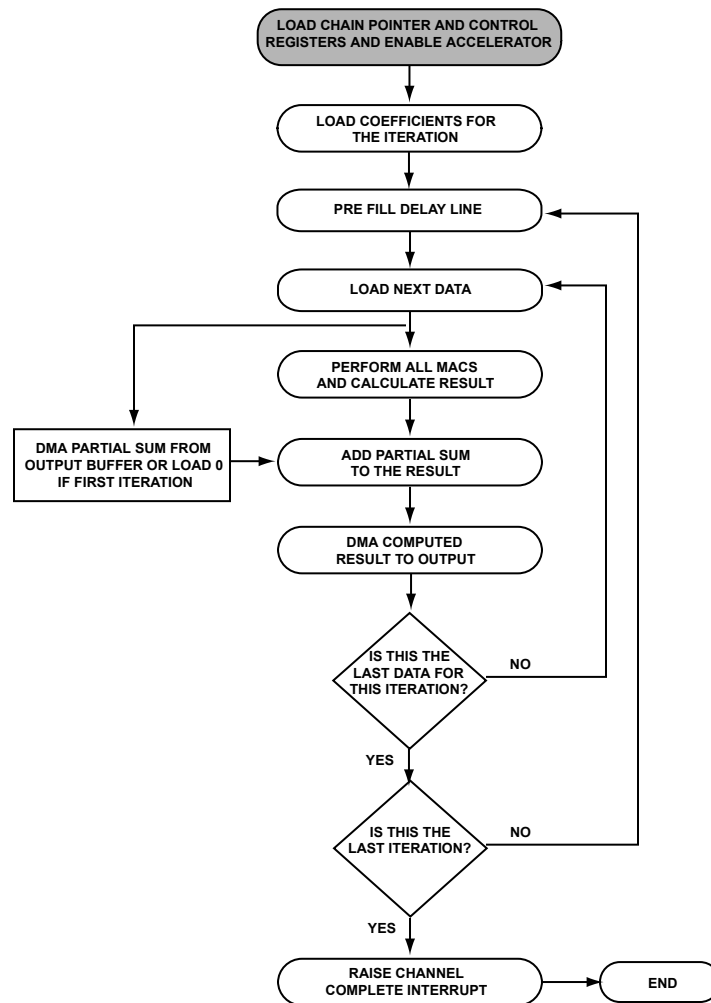 LOAD CHAIN POINTER AND CONTROL
REGISTERS AND ENABLE ACCELERATOR
LOAD COEFFICIENTS FOR
THE ITERATION
PRE FILL DELAY LINE
LOAD NEXT DATA
PERFORM ALL MACS
AND CALCULATE RESULT
DMA PARTIAL SUM FROM
OUTPUT BUFFER OR LOAD 0
IF FIRST ITERATION
ADD PARTIAL SUM
TO THE RESULT
DMA COMPUTED
RESULT TO OUTPUT
IS THIS THE
LAST DATA FOR
THIS ITERATION?
NO
YES
IS THIS THE
LAST ITERATION?
NO
YES
RAISE CHANNEL
COMPLETE INTERRUPT
END